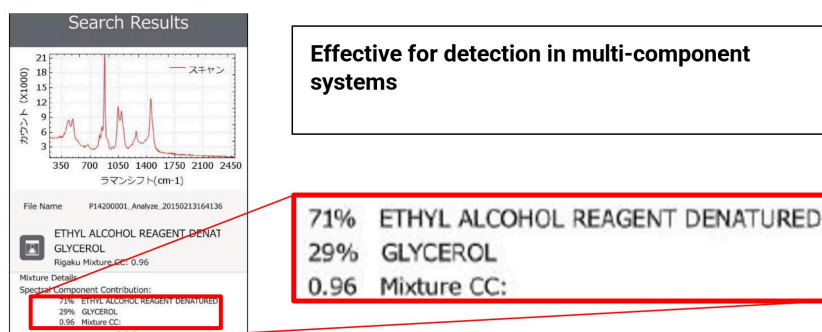 Search Results
カウント (X1000)
21
18
15
12
9
6
3
スキャン
350 700 1050 1400 1750 2100 2450
ラマンシフト(cm-1)
File Name P14200001_Analyze_20150213164136
ETHYL ALCOHOL REAGENT DENAT
GLYCEROL
Rigaku Mixture CC: 0.96
Mixture Details
Spectral Component Contribution:
71% ETHYL ALCOHOL REAGENT DENATURED
29% GLYCEROL
0.96 Mixture CC:
Effective for detection in multi-component
systems
71% ETHYL ALCOHOL REAGENT DENATURED
29% GLYCEROL
0.96 Mixture CC: